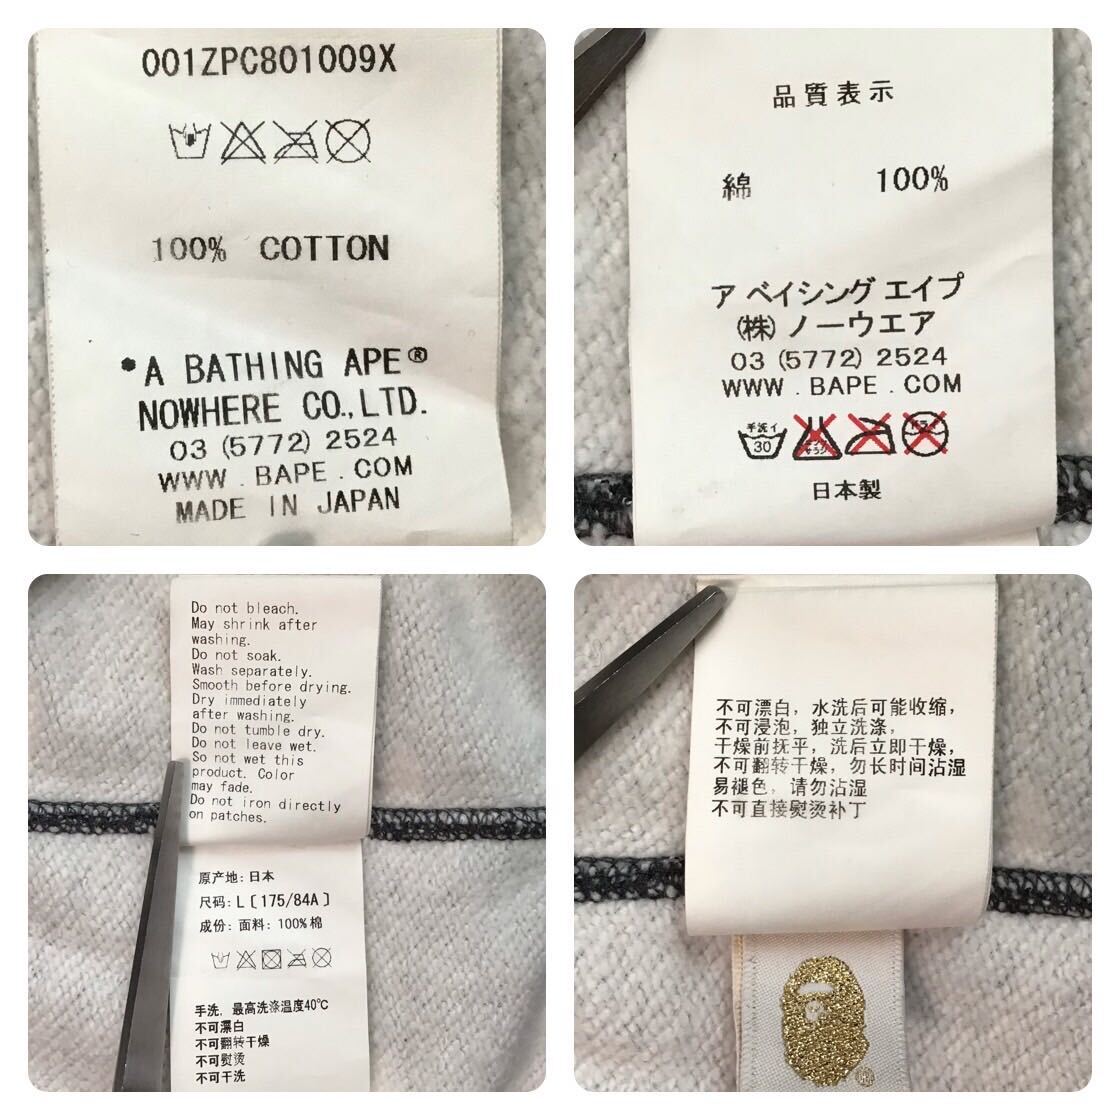 001ZPC801009X
100% COTTON
A BATHING APE®
NOWHERE CO., LTD.
03 (5772) 2524
WWW . BAPE . COM
MADE IN JAPAN
品質表示
綿 100%
ア ベイシング エイプ
(株) ノーウエア
03 (5772) 2524
WWW . BAPE . COM
手洗イ
30
日本製
Do not bleach.
May shrink after
washing.
Do not soak.
Wash separately.
Smooth before drying.
Dry immediately
after washing.
Do not tumble dry.
Do not leave wet.
So not wet this
product. Color
may fade.
Do not iron directly
on patches.
原产地: 日本
尺码: L [175/84A]
成份: 面料: 100% 棉
手洗, 最高洗涤温度40℃
不可漂白
不可翻转干燥
不可熨烫
不可干洗
不可漂白, 水洗后可能收缩,
不可浸泡, 独立洗涤,
干燥前抚平, 洗后立即干燥,
不可翻转干燥, 勿长时间沾湿
易褪色, 请勿沾湿
不可直接熨烫补丁
®